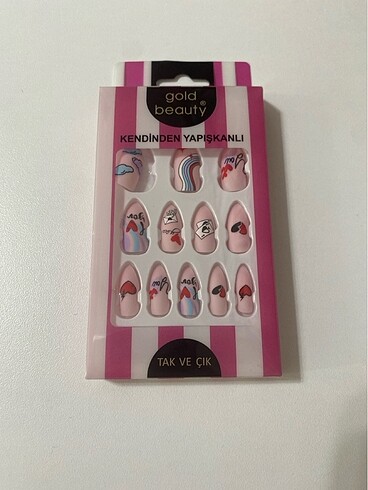 gold
beauty®
KENDİNDEN YAPIŞKANLI
TAK VE ÇIK